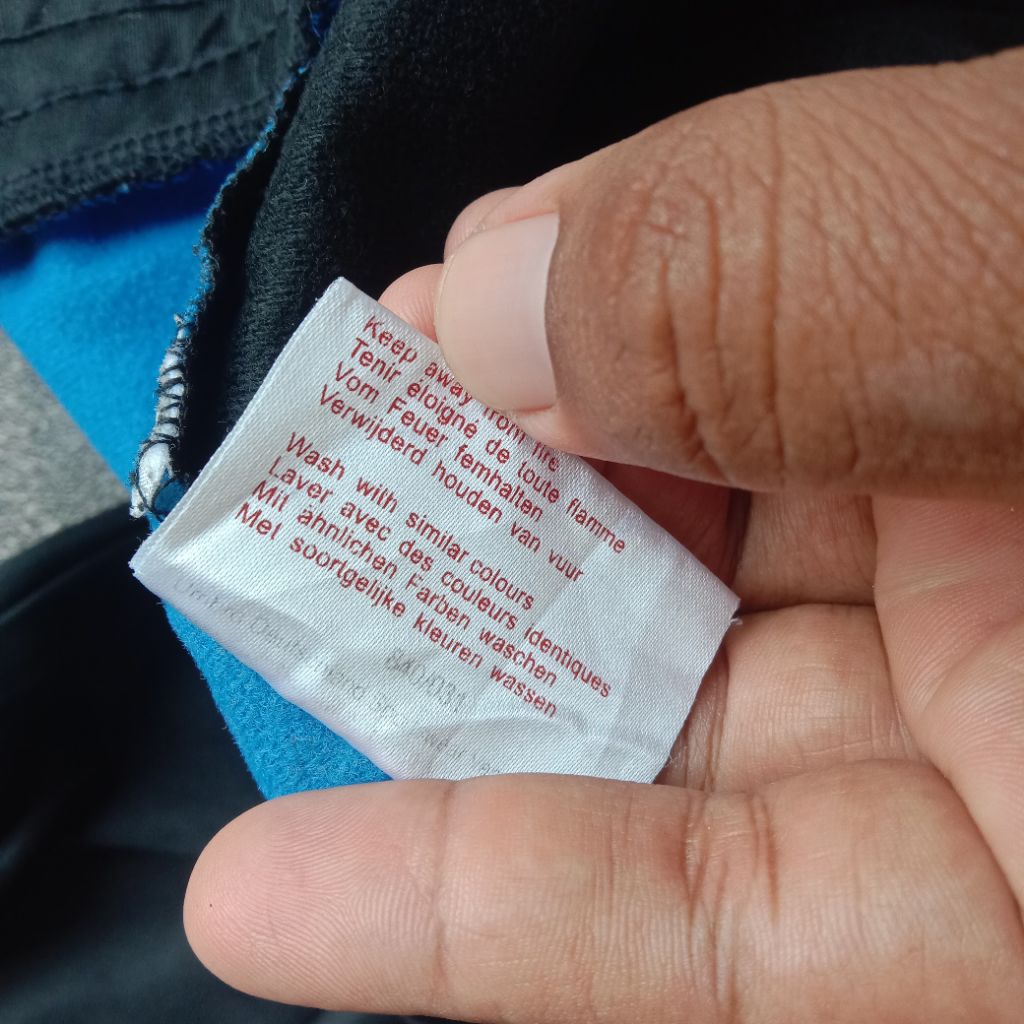 Keep away from fire
Tenir éloigné de toute flamme
Vom Feuer fernhalten
Verwijderd houden van vuur
Wash with similar colours
Laver avec des couleurs identiques
Mit ähnlichen Farben waschen
Met soortgelijke kleuren wassen